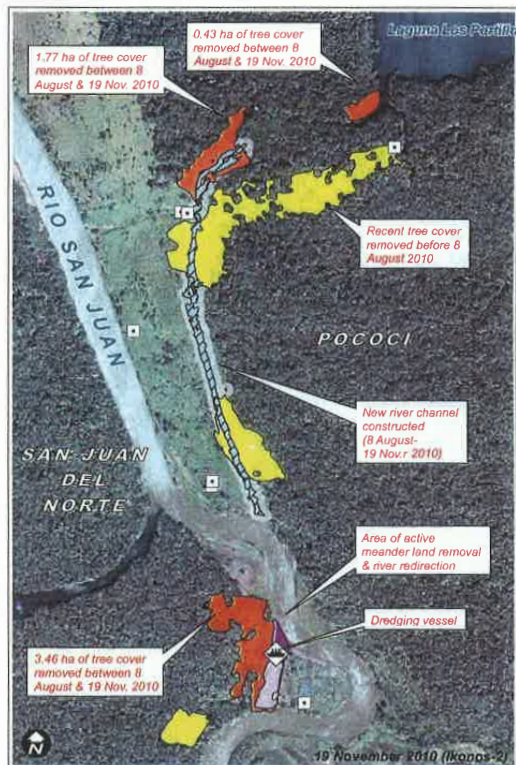 0.43 ha of tree cover
removed between 8
August & 19 Nov. 2010
Laguna Los Portillo
1.77 ha of tree cover
removed between 8
August & 19 Nov. 2010
RIO SAN JUAN
Recent tree cover
removed before 8
August 2010
POCOCI
New river channel
constructed
(8 August-
19 Nov.r 2010)
SAN JUAN
DEL
NORTE
Area of active
meander land removal
& river redirection
Dredging vessel
3.46 ha of tree cover
removed between 8
August & 19 Nov. 2010
N
19 November 2010 (Ikonos-2)